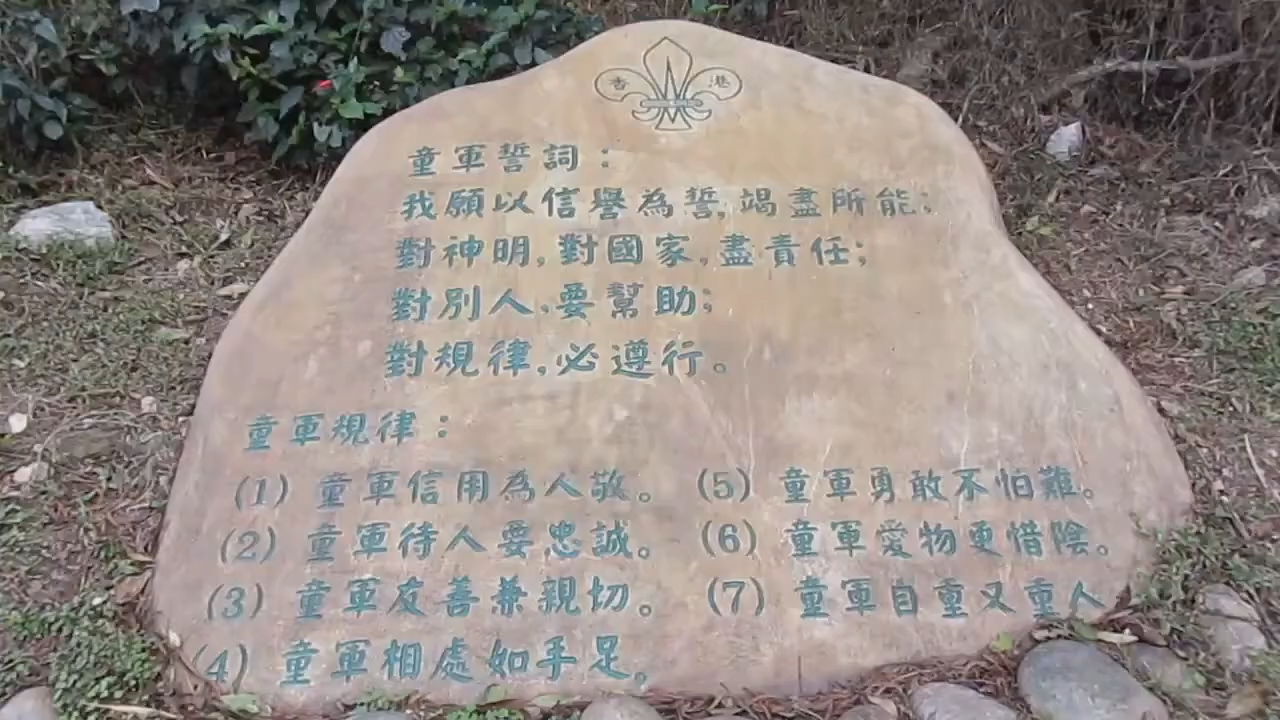 香 港
童軍誓詞：
我願以信譽為誓,竭盡所能;
對神明,對國家,盡責任;
對別人,要幫助;
對規律,必遵行。
童軍規律：
(1) 童軍信用為人敬。
(2) 童軍待人要忠誠。
(3) 童軍友善兼親切。
(4) 童軍相處如手足。
(5) 童軍勇敢不怕難。
(6) 童軍愛物更惜陰。
(7) 童軍自重又重人